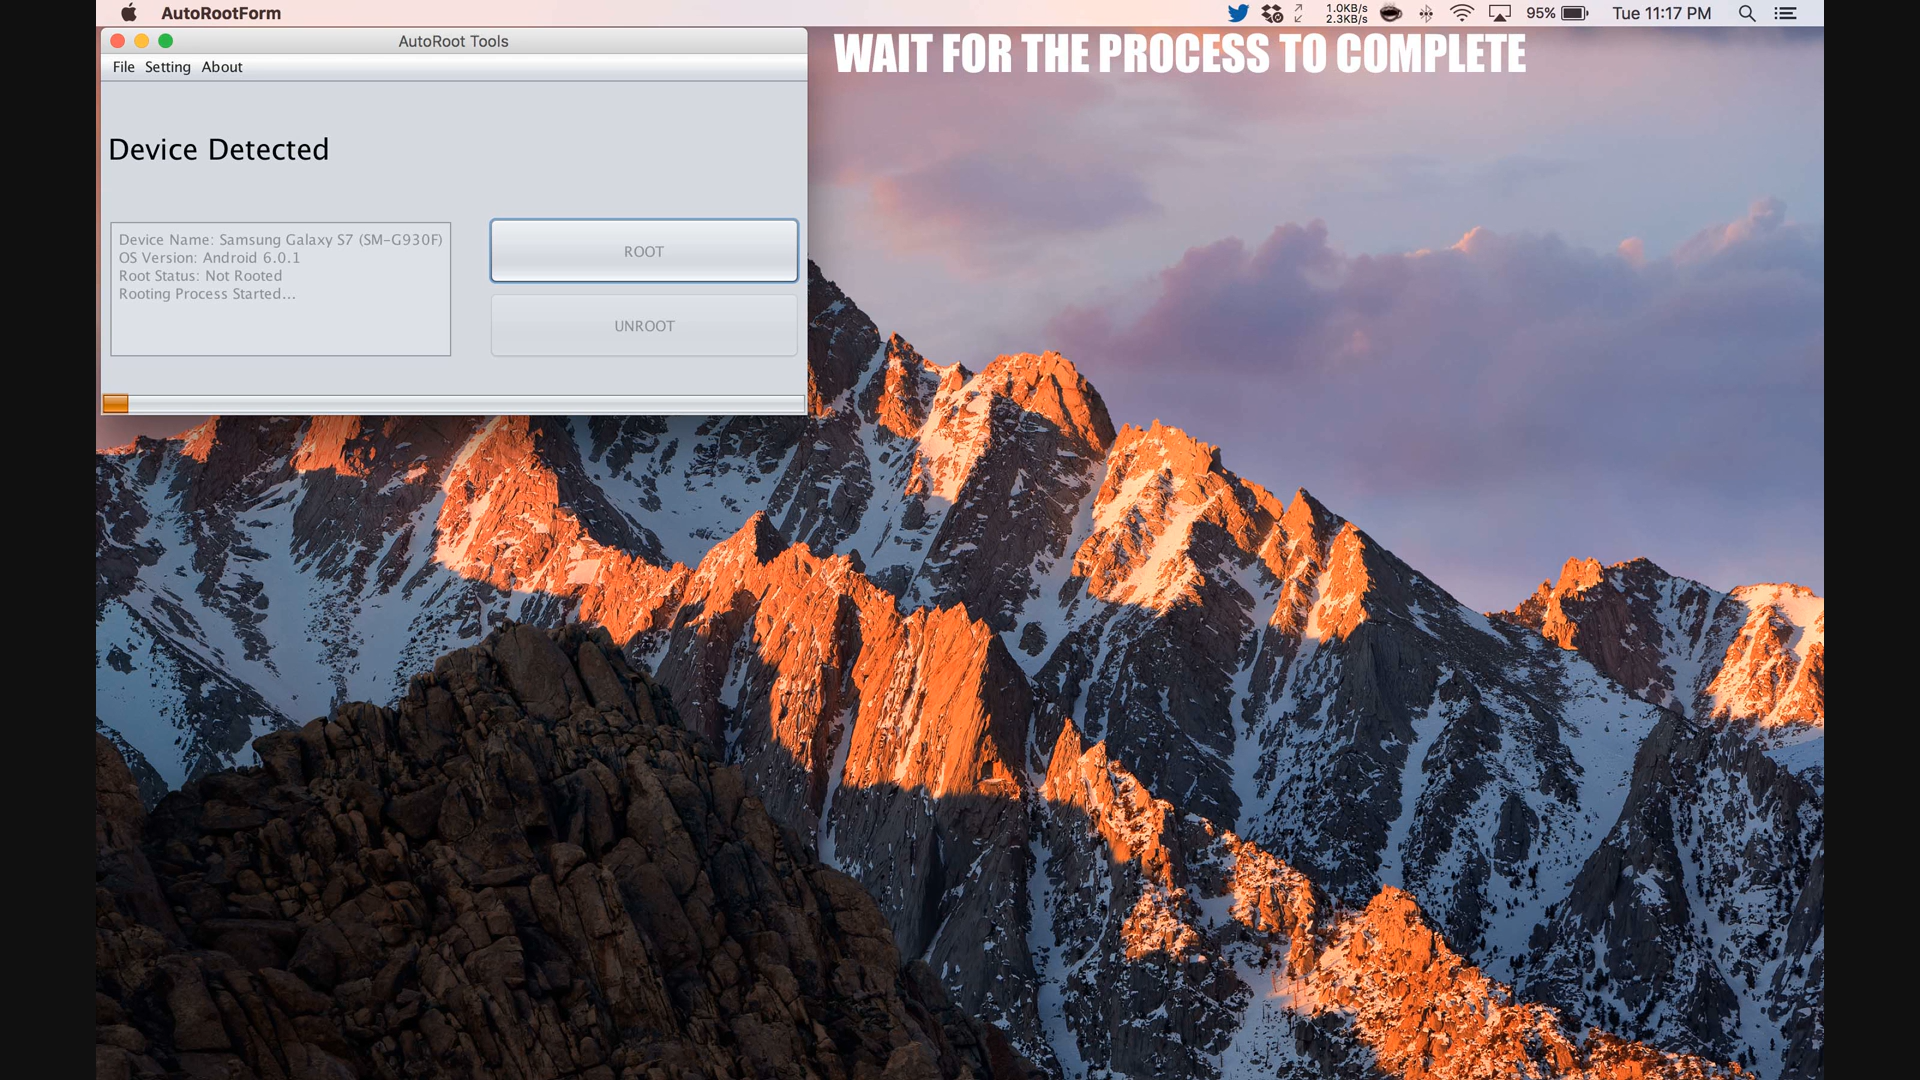 AutoRootForm
1.0KB/s
2.3KB/s
95%
Tue 11:17 PM
AutoRoot Tools
WAIT FOR THE PROCESS TO COMPLETE
File Setting About
Device Detected
Device Name: Samsung Galaxy S7 (SM-G930F)
OS Version: Android 6.0.1
Root Status: Not Rooted
Rooting Process Started...
ROOT
UNROOT